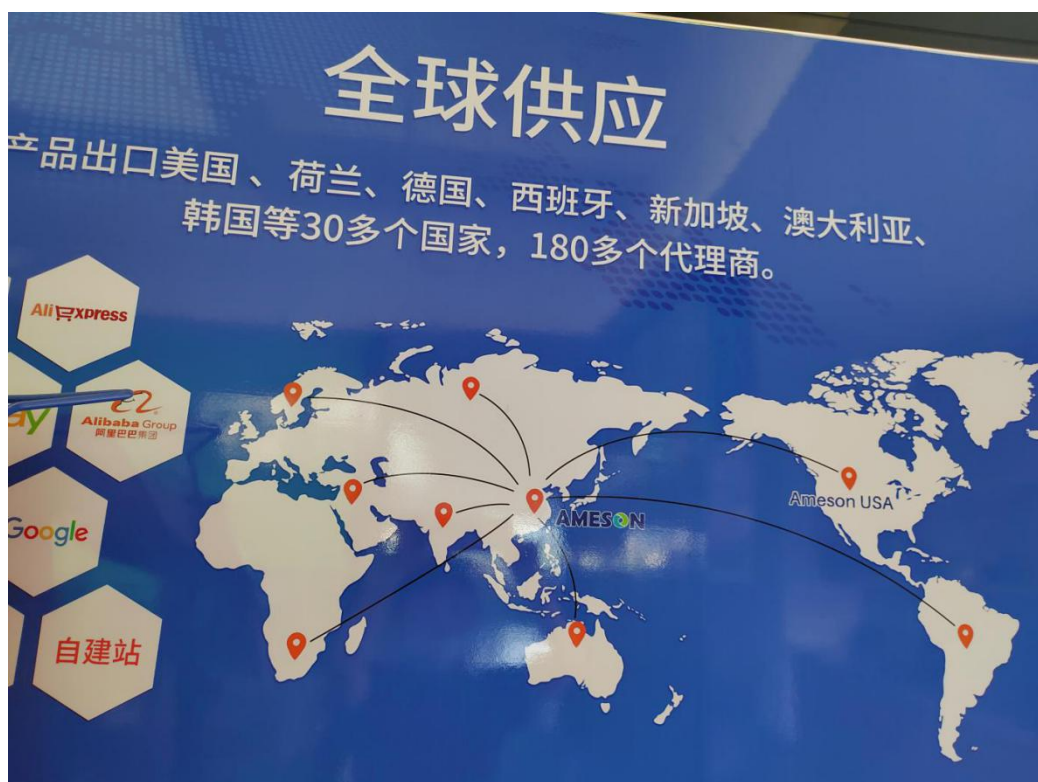 全球供应
产品出口美国、荷兰、德国、西班牙、新加坡、澳大利亚、
韩国等30多个国家，180多个代理商。
AliExpress
Alibaba Group
阿里巴巴集团
Google
自建站
AMESON
Ameson USA